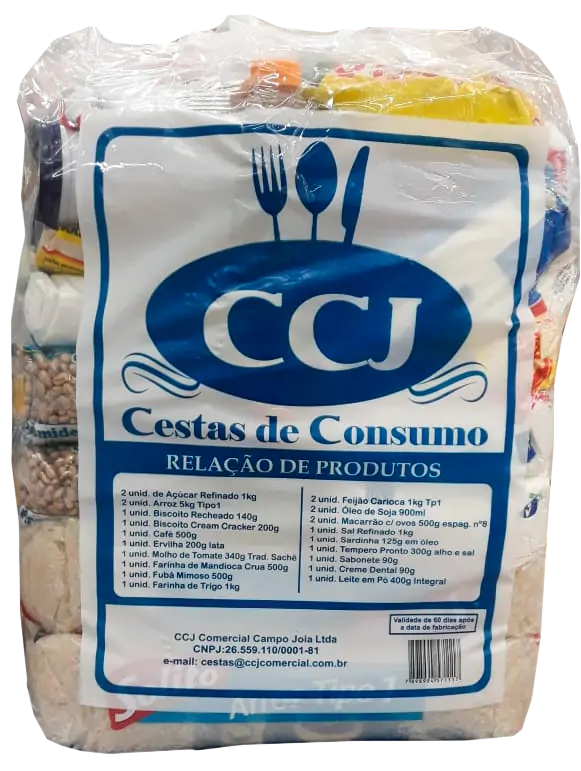 CCJ
Cestas de Consumo
RELAÇÃO DE PRODUTOS
2 unid. de Açúcar Refinado 1kg
2 unid. Arroz 5kg Tipo1
1 unid. Biscoito Recheado 140g
1 unid. Biscoito Cream Cracker 200g
1 unid. Café 500g
1 unid. Ervilha 200g lata
1 unid. Molho de Tomate 340g Trad. Sachê
1 unid. Farinha de Mandioca Crua 500g
1 unid. Fubá Mimoso 500g
1 unid. Farinha de Trigo 1kg
2 unid. Feijão Carioca 1kg Tp1
2 unid. Óleo de Soja 900ml
2 unid. Macarrão c/ ovos 500g espag. nº8
1 unid. Sal Refinado 1kg
1 unid. Sardinha 125g em óleo
1 unid. Tempero Pronto 300g alho e sal
1 unid. Sabonete 90g
1 unid. Creme Dental 90g
1 unid. Leite em Pó 400g Integral
Validade de 60 dias após
a data de fabricação
CCJ Comercial Campo Joia Ltda
CNPJ:26.559.110/0001-81
e-mail: cestas@ccjcomercial.com.br
Tipo 1